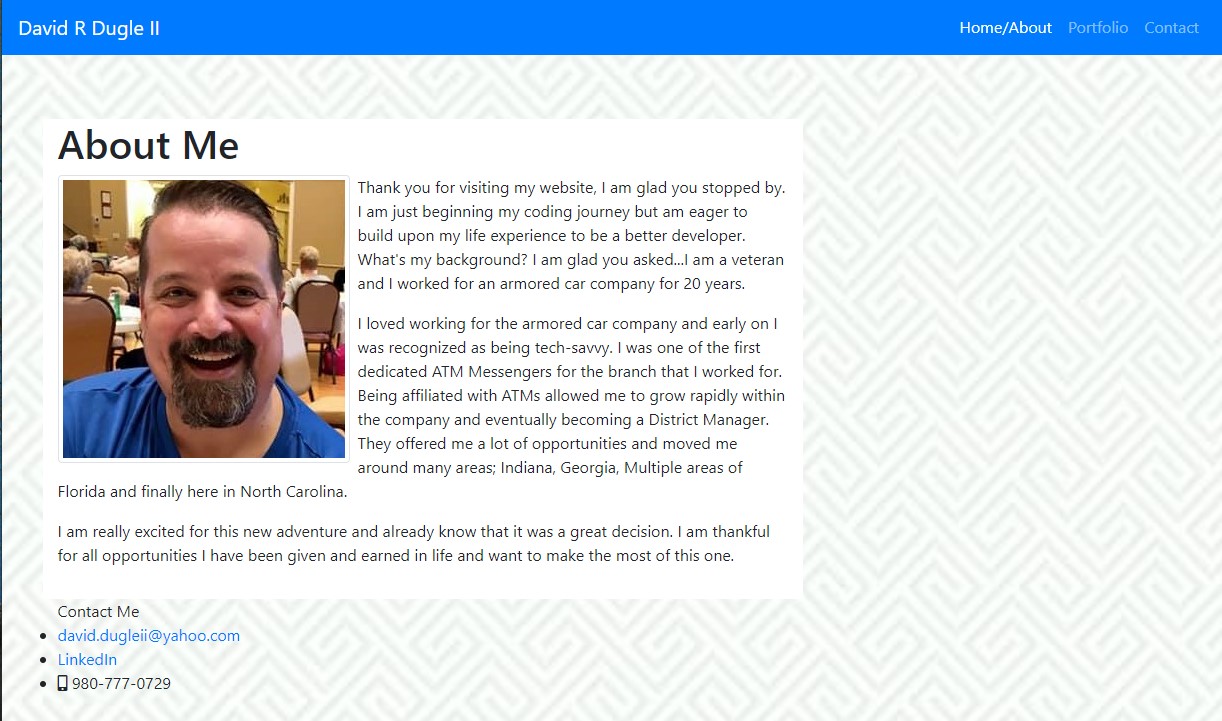 David R Dugle II
Home/About Portfolio Contact
About Me
Thank you for visiting my website, I am glad you stopped by.
I am just beginning my coding journey but am eager to
build upon my life experience to be a better developer.
What's my background? I am glad you asked...I am a veteran
and I worked for an armored car company for 20 years.
I loved working for the armored car company and early on I
was recognized as being tech-savvy. I was one of the first
dedicated ATM Messengers for the branch that I worked for.
Being affiliated with ATMs allowed me to grow rapidly within
the company and eventually becoming a District Manager.
They offered me a lot of opportunities and moved me
around many areas; Indiana, Georgia, Multiple areas of
Florida and finally here in North Carolina.
I am really excited for this new adventure and already know that it was a great decision. I am thankful
for all opportunities I have been given and earned in life and want to make the most of this one.
Contact Me
david.dugleii@yahoo.com
LinkedIn
980-777-0729